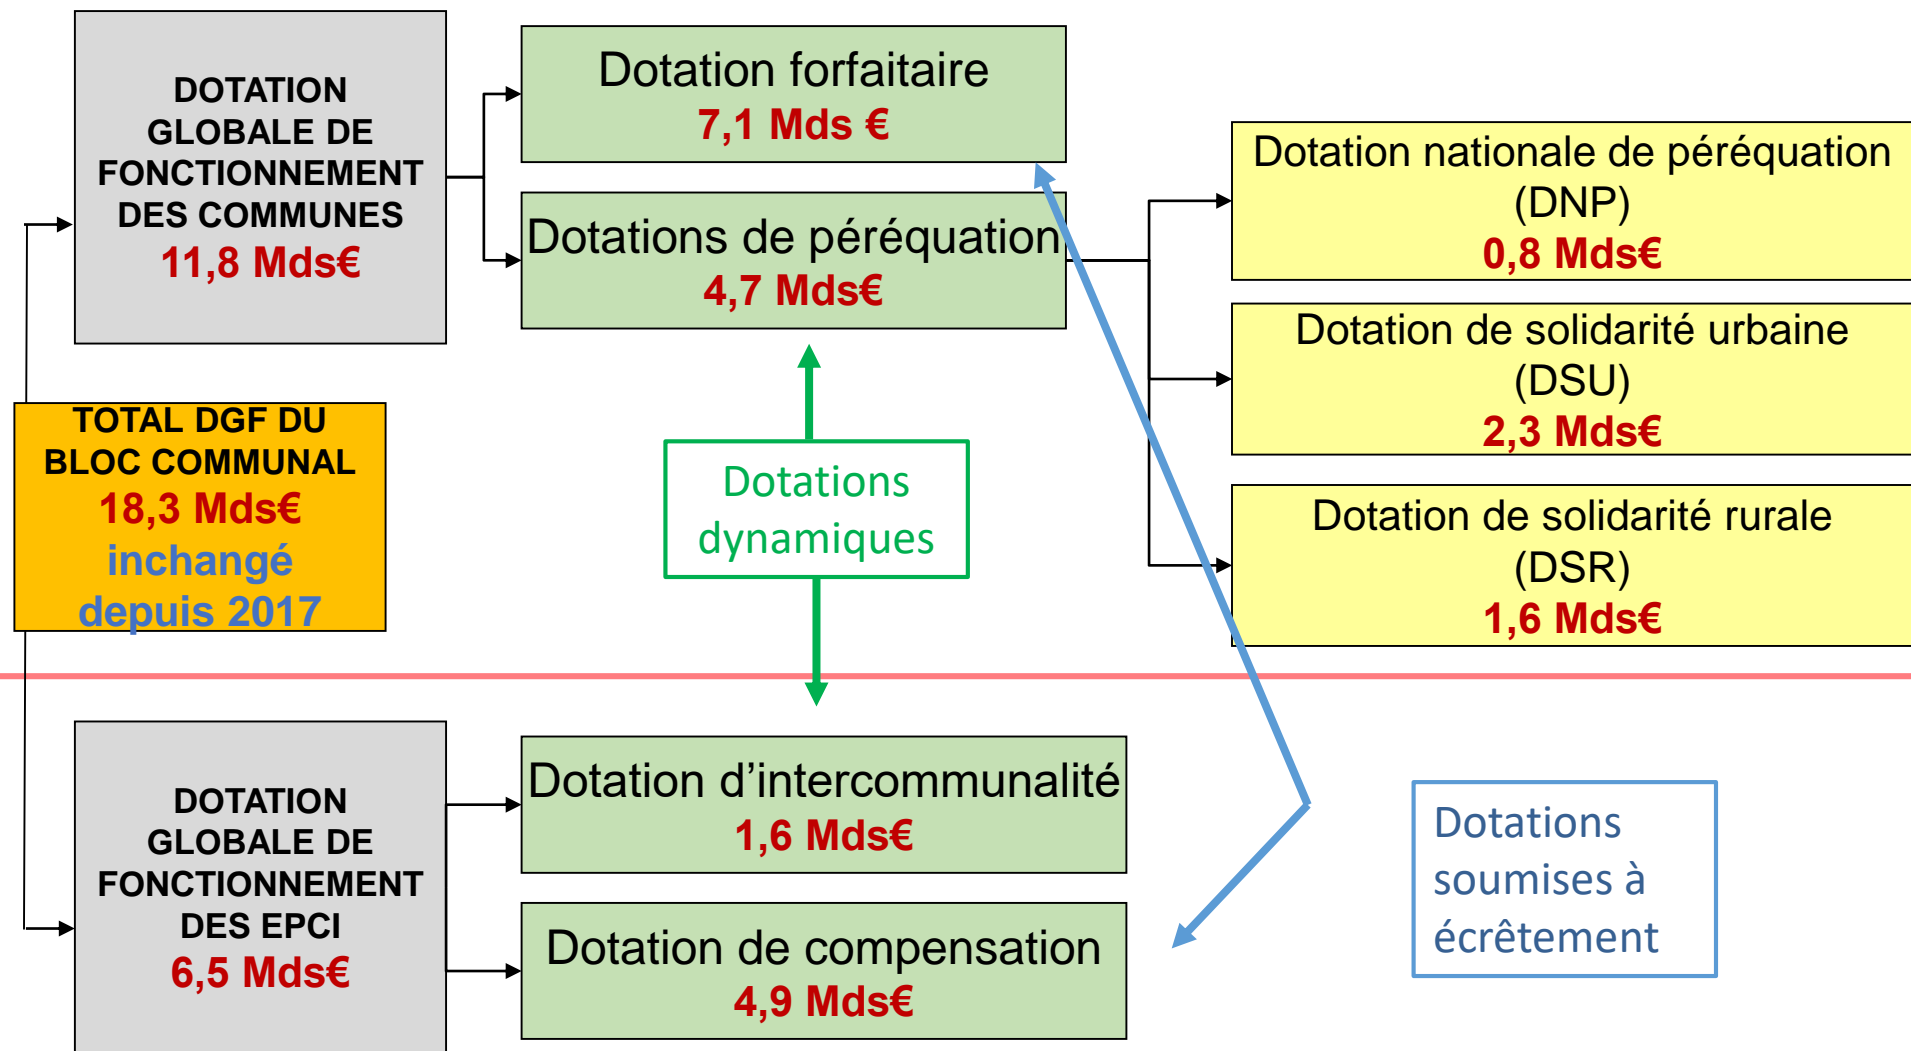 DOTATION
GLOBALE DE
FONCTIONNEMENT
DES COMMUNES
11,8 Mds€
Dotation forfaitaire
7,1 Mds €
Dotations de péréquation
4,7 Mds€
Dotation nationale de péréquation
(DNP)
0,8 Mds€
Dotation de solidarité urbaine
(DSU)
2,3 Mds€
Dotation de solidarité rurale
(DSR)
1,6 Mds€
TOTAL DGF DU
BLOC COMMUNAL
18,3 Mds€
inchangé
depuis 2017
Dotations
dynamiques
DOTATION
GLOBALE DE
FONCTIONNEMENT
DES EPCI
6,5 Mds€
Dotation d’intercommunalité
1,6 Mds€
Dotation de compensation
4,9 Mds€
Dotations
soumises à
écrêtement